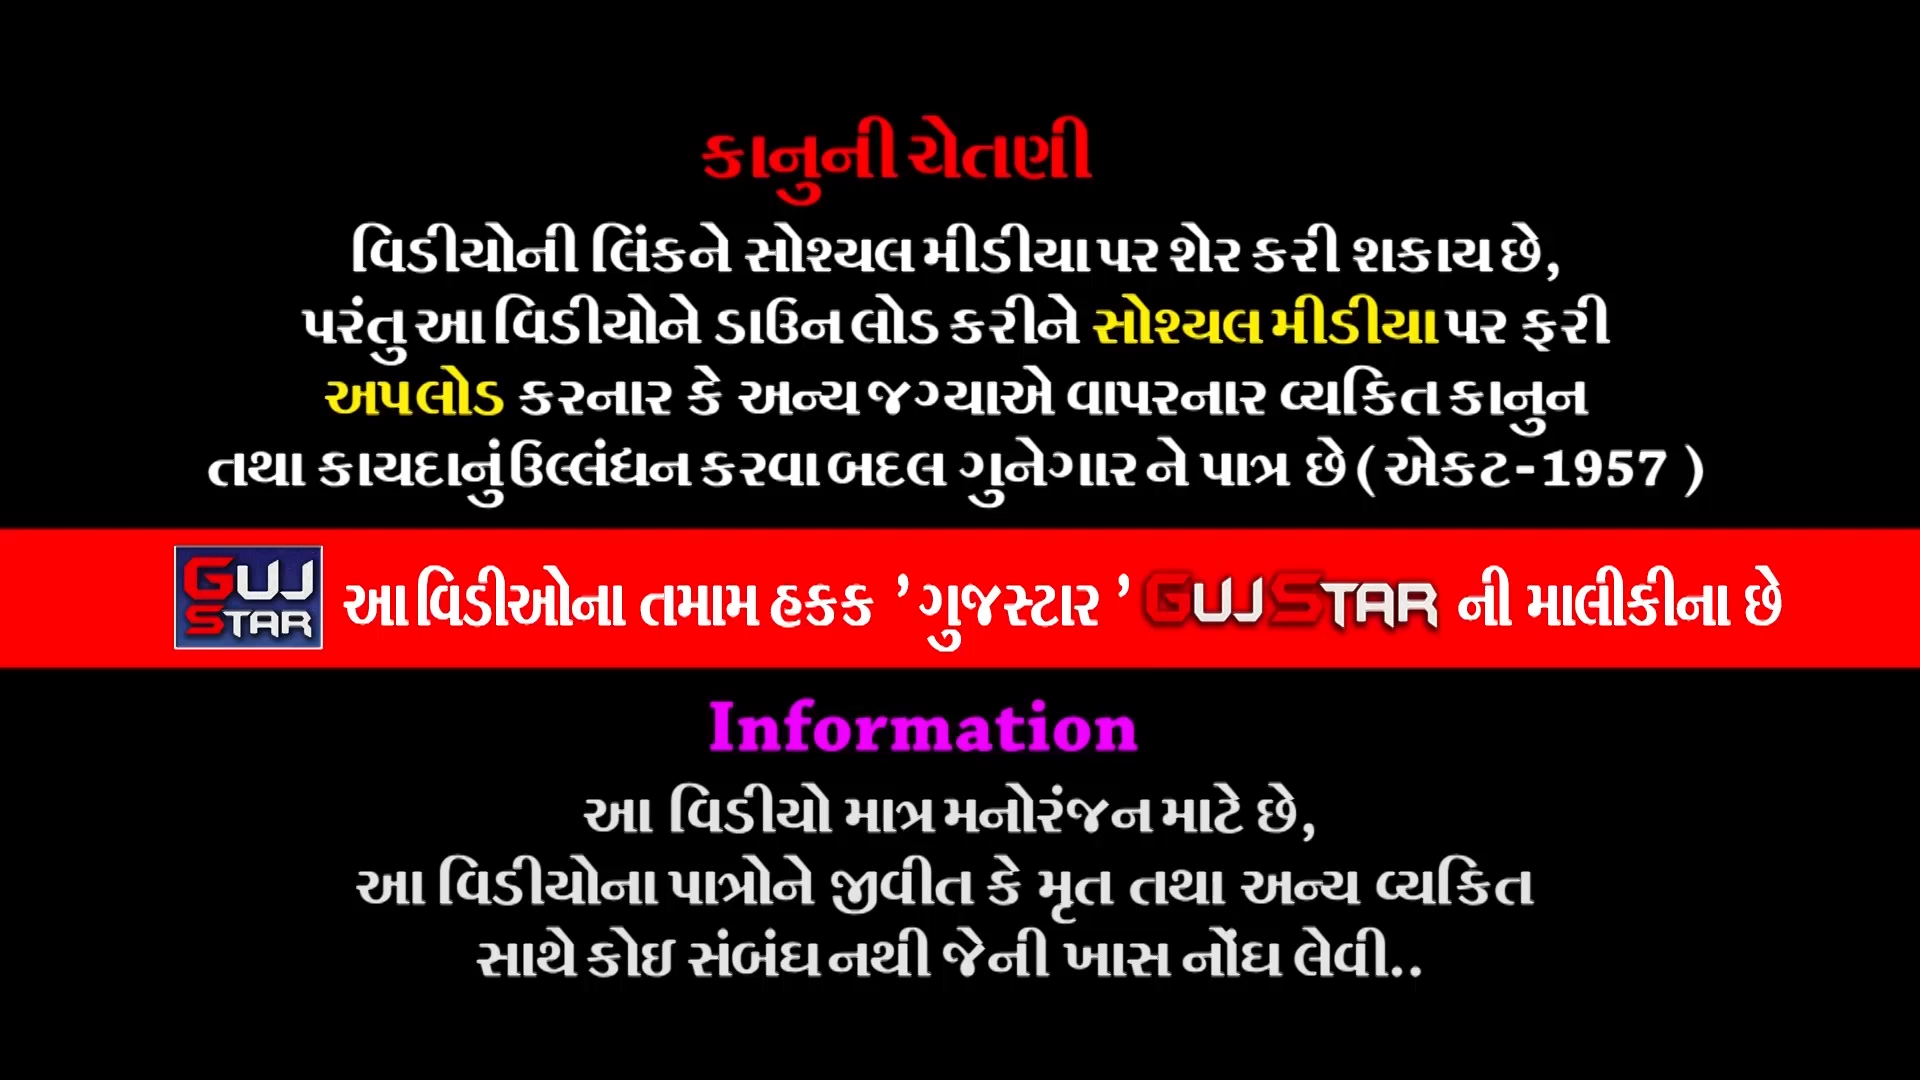 કાનુની ચેતણી
વિડીયોની લિંકને સોશ્યલ મીડીયા પર શેર કરી શકાય છે,
પરંતુ આ વિડીયોને ડાઉનલોડ કરીને સોશ્યલ મીડીયા પર ફરી
અપલોડ કરનાર કે અન્ય જગ્યાએ વાપરનાર વ્યકિત કાનુન
તથા કાયદાનું ઉલ્લંઘન કરવા બદલ ગુનેગાર ને પાત્ર છે ( એકટ-1957 )
GUJ STAR આ વિડીઓના તમામ હકક ’ ગુજસ્ટાર ’ GUJSTAR ની માલીકીના છે
Information
આ વિડીયો માત્ર મનોરંજન માટે છે,
આ વિડીયોના પાત્રોને જીવીત કે મૃત તથા અન્ય વ્યકિત
સાથે કોઇ સંબંઘ નથી જેની ખાસ નોંઘ લેવી..